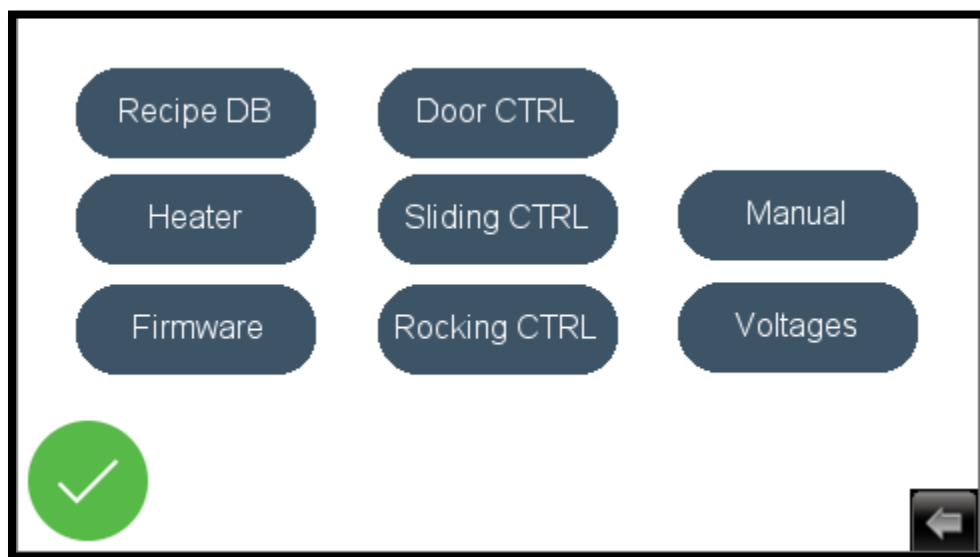 Recipe DB
Door CTRL
Heater
Sliding CTRL
Manual
Firmware
Rocking CTRL
Voltages